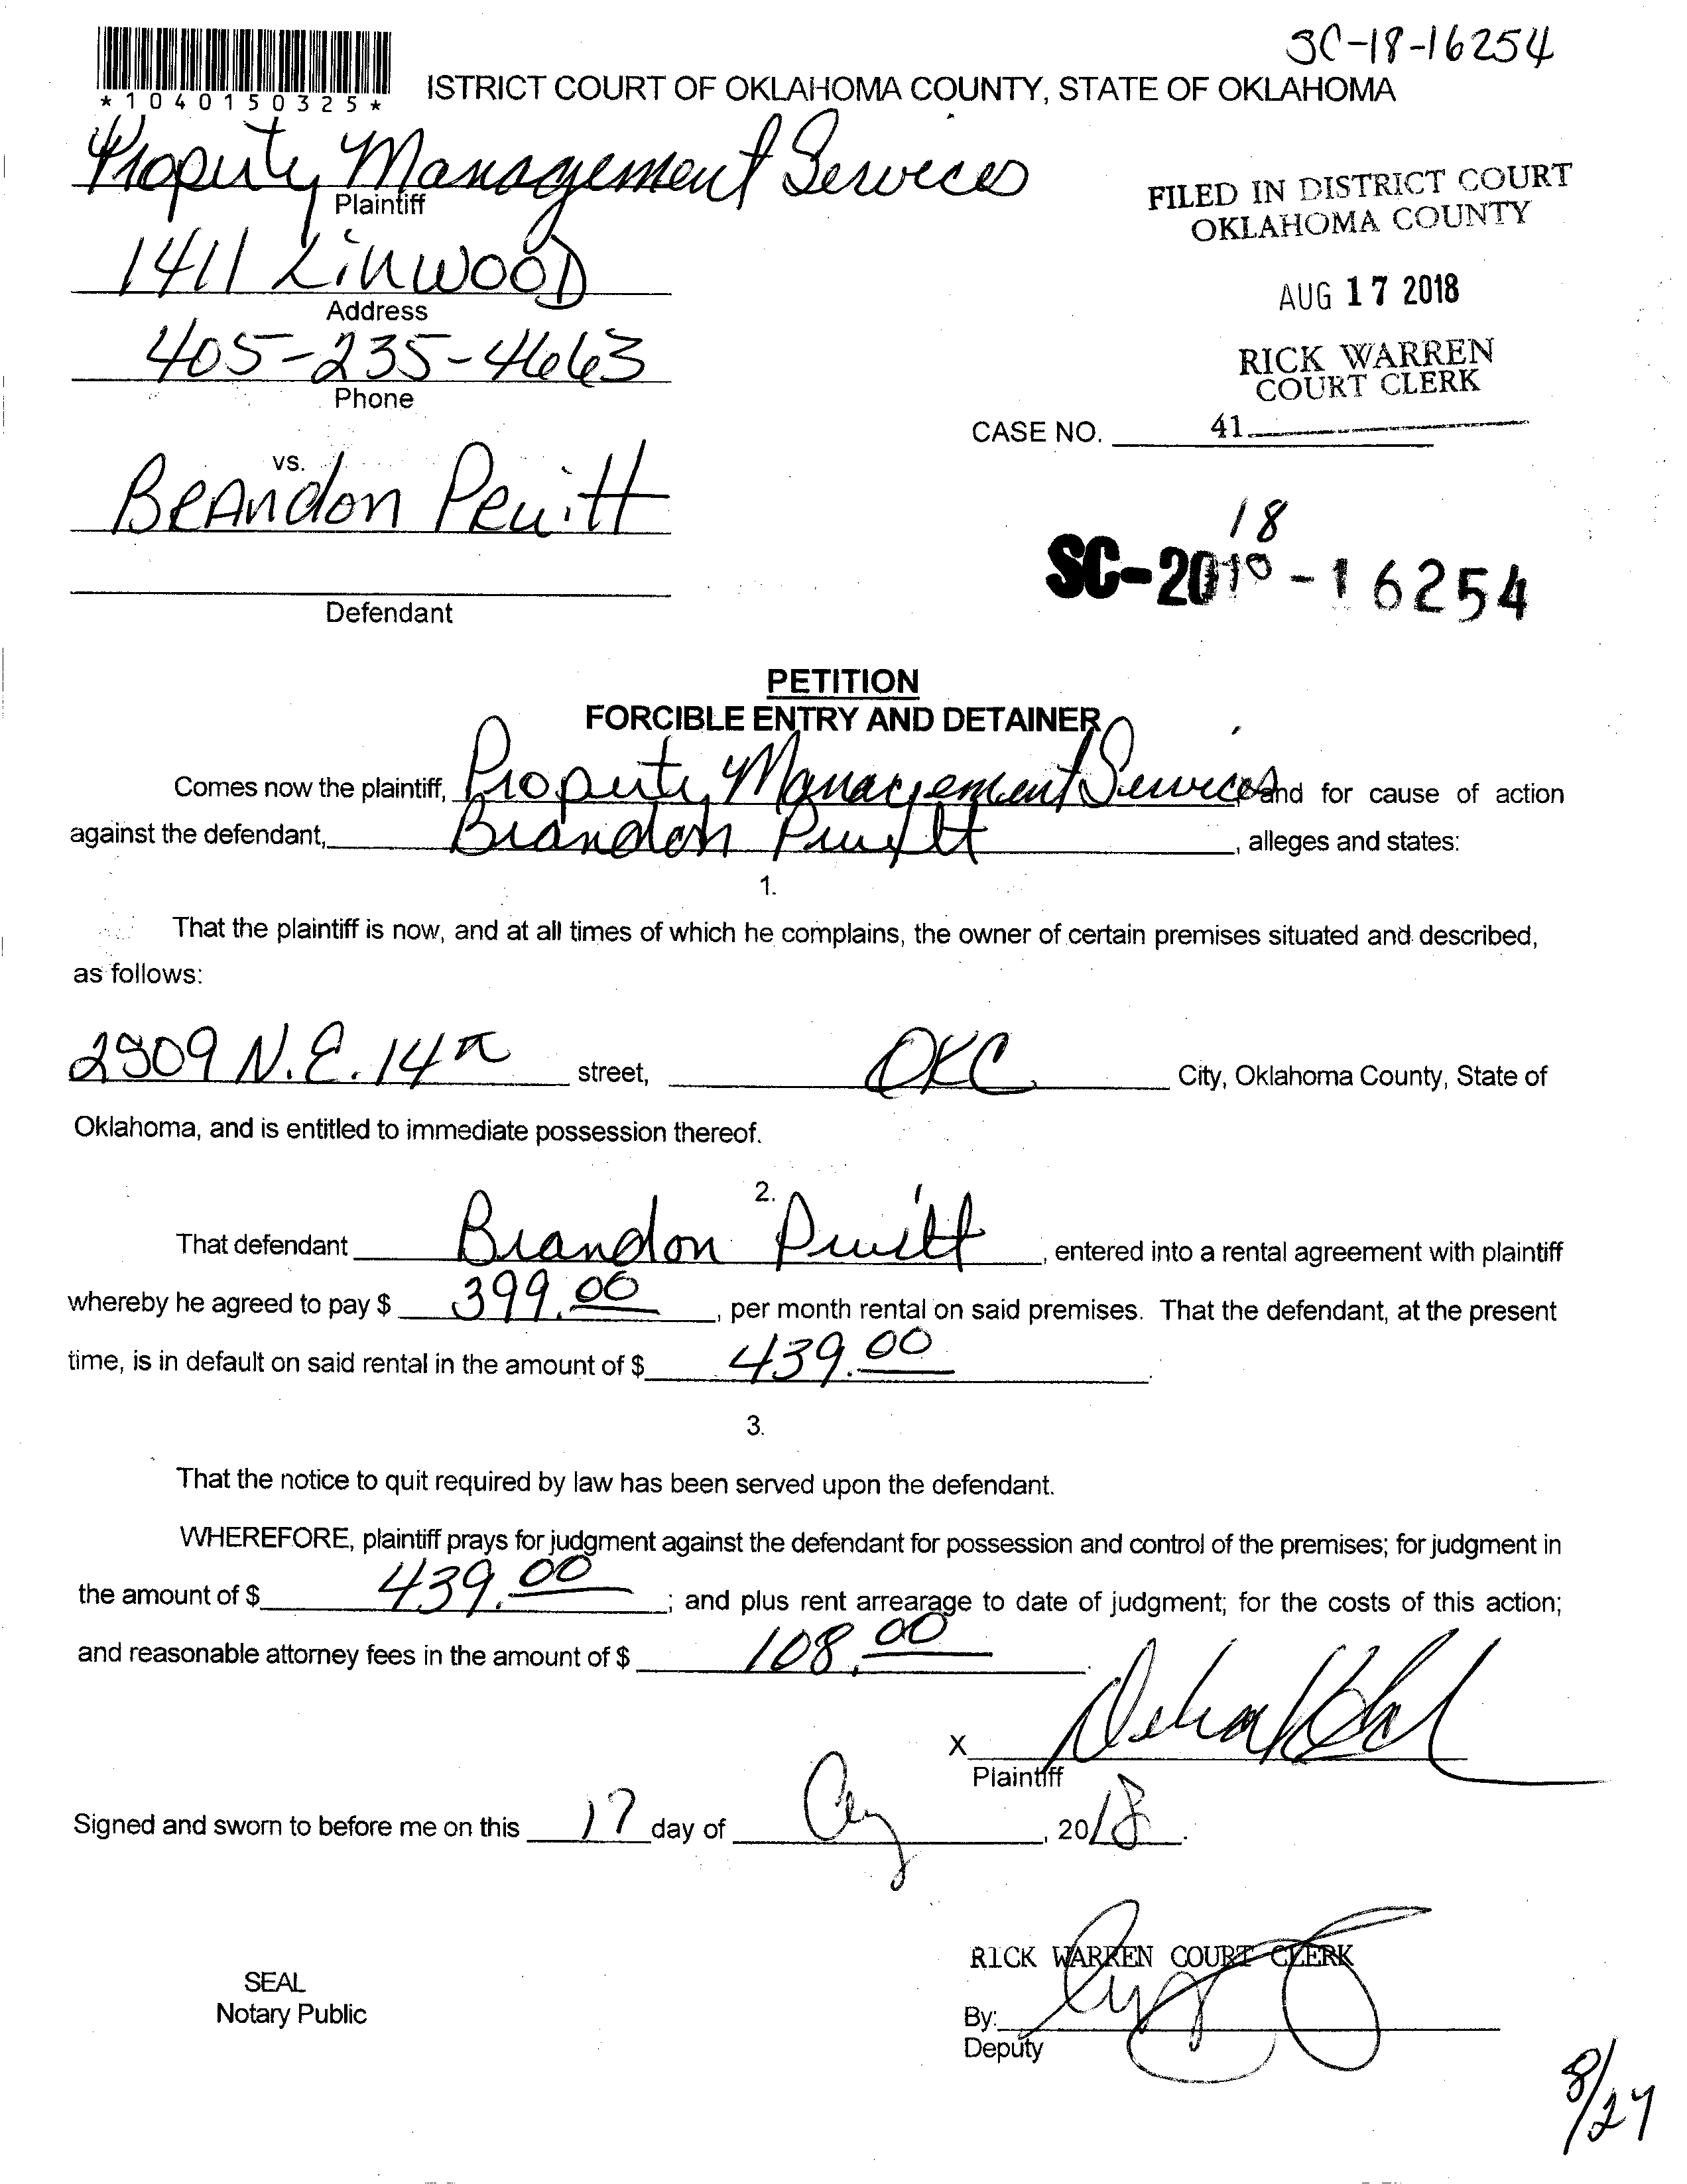 SC-18-16254
*1040150325*
ISTRICT COURT OF OKLAHOMA COUNTY, STATE OF OKLAHOMA
Property Management Services
Plaintiff
FILED IN DISTRICT COURT
OKLAHOMA COUNTY
1411 Linwood
Address
AUG 17 2018
405-235-4663
Phone
RICK WARREN
COURT CLERK
CASE NO. 41
vs.
Brandon Pruitt
18
SC-2010-16254
Defendant
PETITION
FORCIBLE ENTRY AND DETAINER
Comes now the plaintiff, Property Management Services, and for cause of action
against the defendant, Brandon Pruitt, alleges and states:
1.
That the plaintiff is now, and at all times of which he complains, the owner of certain premises situated and described,
as follows:
2909 N.E. 14th street, OKC City, Oklahoma County, State of
Oklahoma, and is entitled to immediate possession thereof.
2.
That defendant Brandon Pruitt, entered into a rental agreement with plaintiff
whereby he agreed to pay $ 399.00, per month rental on said premises. That the defendant, at the present
time, is in default on said rental in the amount of $ 439.00.
3.
That the notice to quit required by law has been served upon the defendant.
WHEREFORE, plaintiff prays for judgment against the defendant for possession and control of the premises; for judgment in
the amount of $ 439.00; and plus rent arrearage to date of judgment; for the costs of this action;
and reasonable attorney fees in the amount of $ 108.00.
X
Plaintiff
Signed and sworn to before me on this 17 day of Aug, 2018.
RICK WARREN COURT CLERK
SEAL
Notary Public
By:
Deputy
8/27